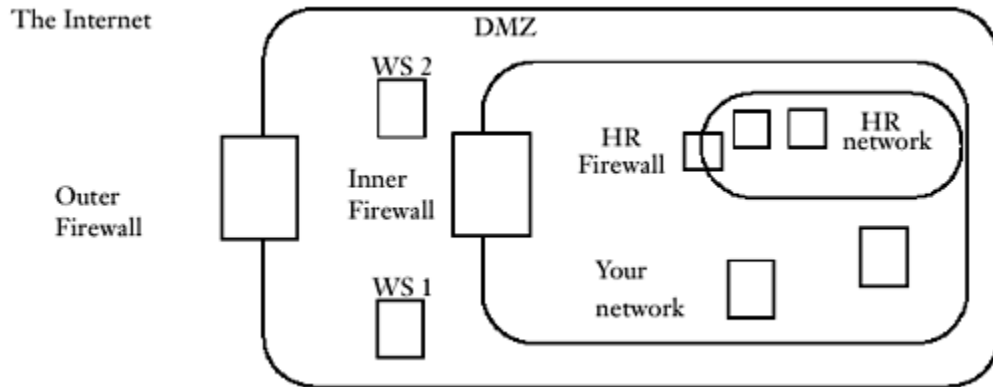 The Internet
DMZ
WS 2
HR
Firewall
HR
network
Outer
Firewall
Inner
Firewall
WS 1
Your
network